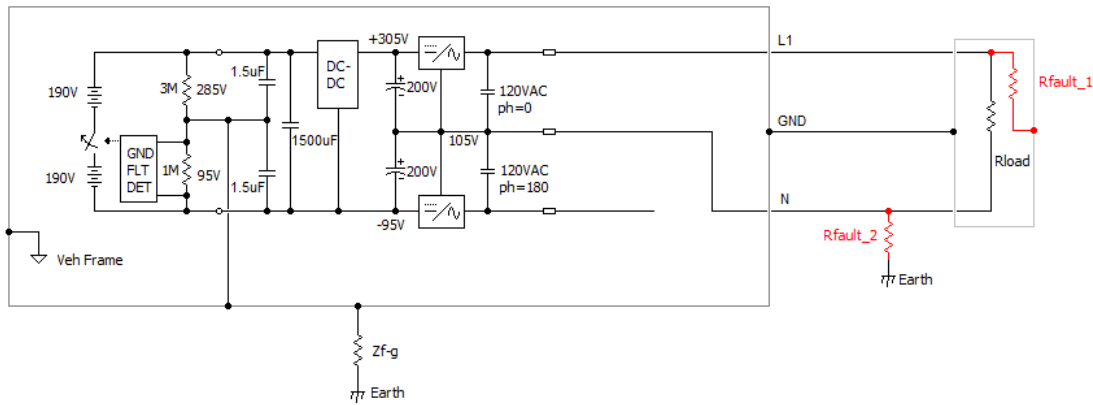 L1
+305V
DC-
DC
1.5uF
200V
120VAC
ph=0
3M
285V
190V
Rfault_1
GND
1500uF
105V
GND
FLT
DET
1M
95V
Rload
190V
1.5uF
200V
120VAC
ph=180
N
-95V
Rfault_2
Veh Frame
Earth
Zf-g
Earth